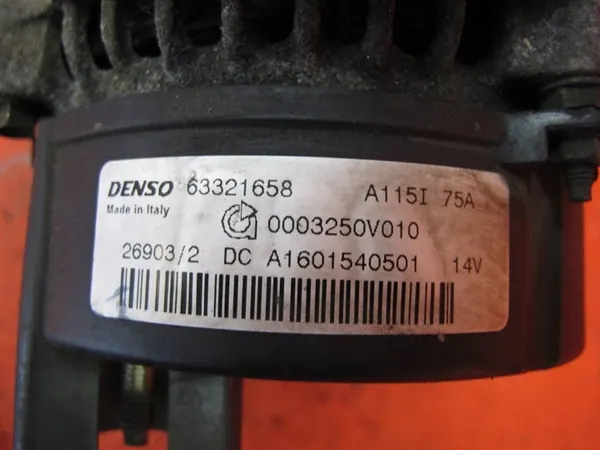 DENSO 63321658 A115I 75A
Made in Italy
0003250V010
26903/2 DC A1601540501 14V